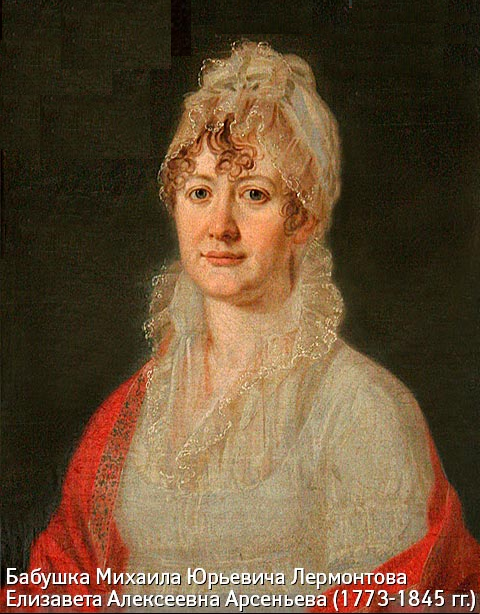 Бабушка Михаила Юрьевича Лермонтова
Елизавета Алексеевна Арсеньева (1773-1845 гг.)